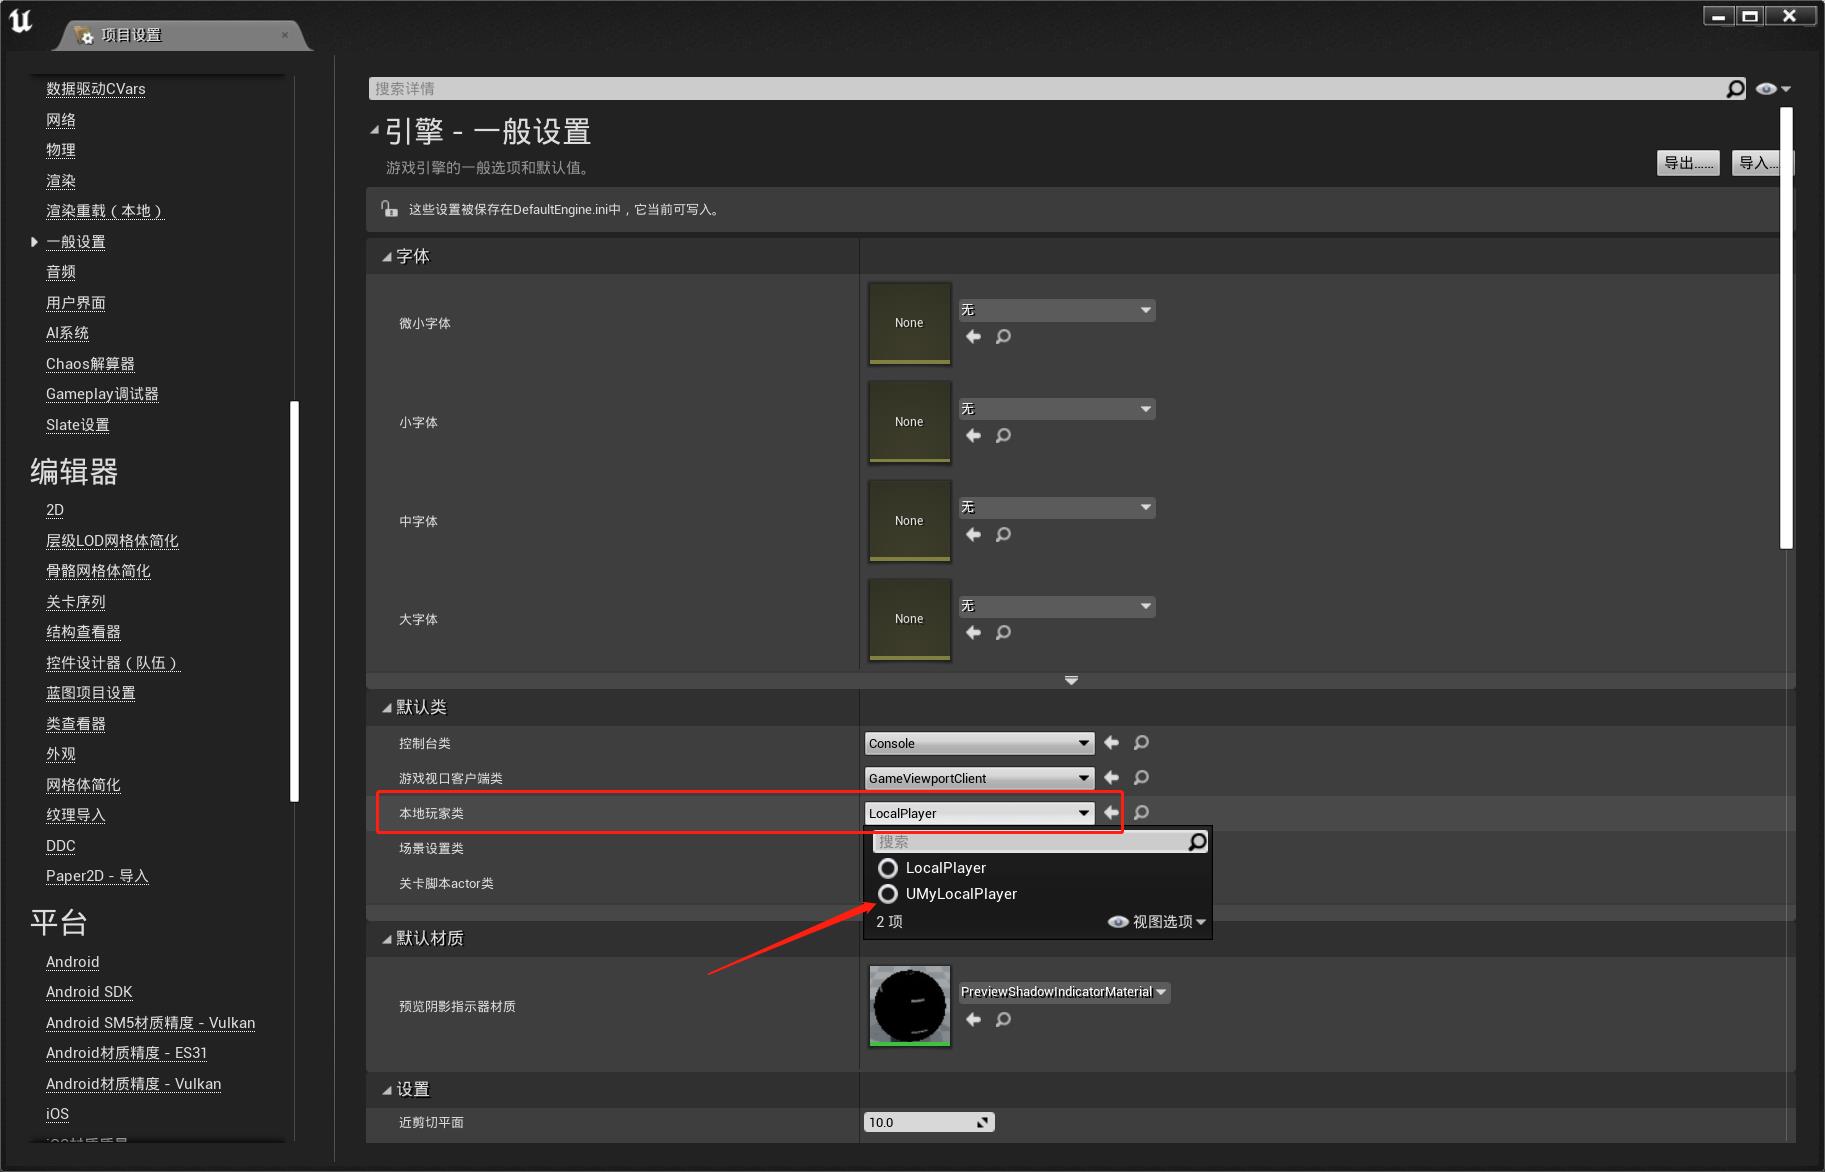 项目设置
数据驱动CVars
网络
物理
渲染
渲染重载（本地）
一般设置
音频
用户界面
AI系统
Chaos解算器
Gameplay调试器
Slate设置
编辑器
2D
层级LOD网格体简化
骨骼网格体简化
关卡序列
结构查看器
控件设计器（队伍）
蓝图项目设置
类查看器
外观
网格体简化
纹理导入
DDC
Paper2D - 导入
平台
Android
Android SDK
Android SM5材质精度 - Vulkan
Android材质精度 - ES31
Android材质精度 - Vulkan
iOS
搜索详情
引擎 - 一般设置
游戏引擎的一般选项和默认值。
导出...... 导入...
这些设置被保存在DefaultEngine.ini中，它当前可写入。
字体
微小字体 None 无
小字体 None 无
中字体 None 无
大字体 None 无
默认类
控制台类 Console
游戏视口客户端类 GameViewportClient
本地玩家类 LocalPlayer
场景设置类 搜索
LocalPlayer
关卡脚本actor类 UMyLocalPlayer
2 项 视图选项
默认材质
预览阴影指示器材质 PreviewShadowIndicatorMaterial
设置
近剪切平面 10.0